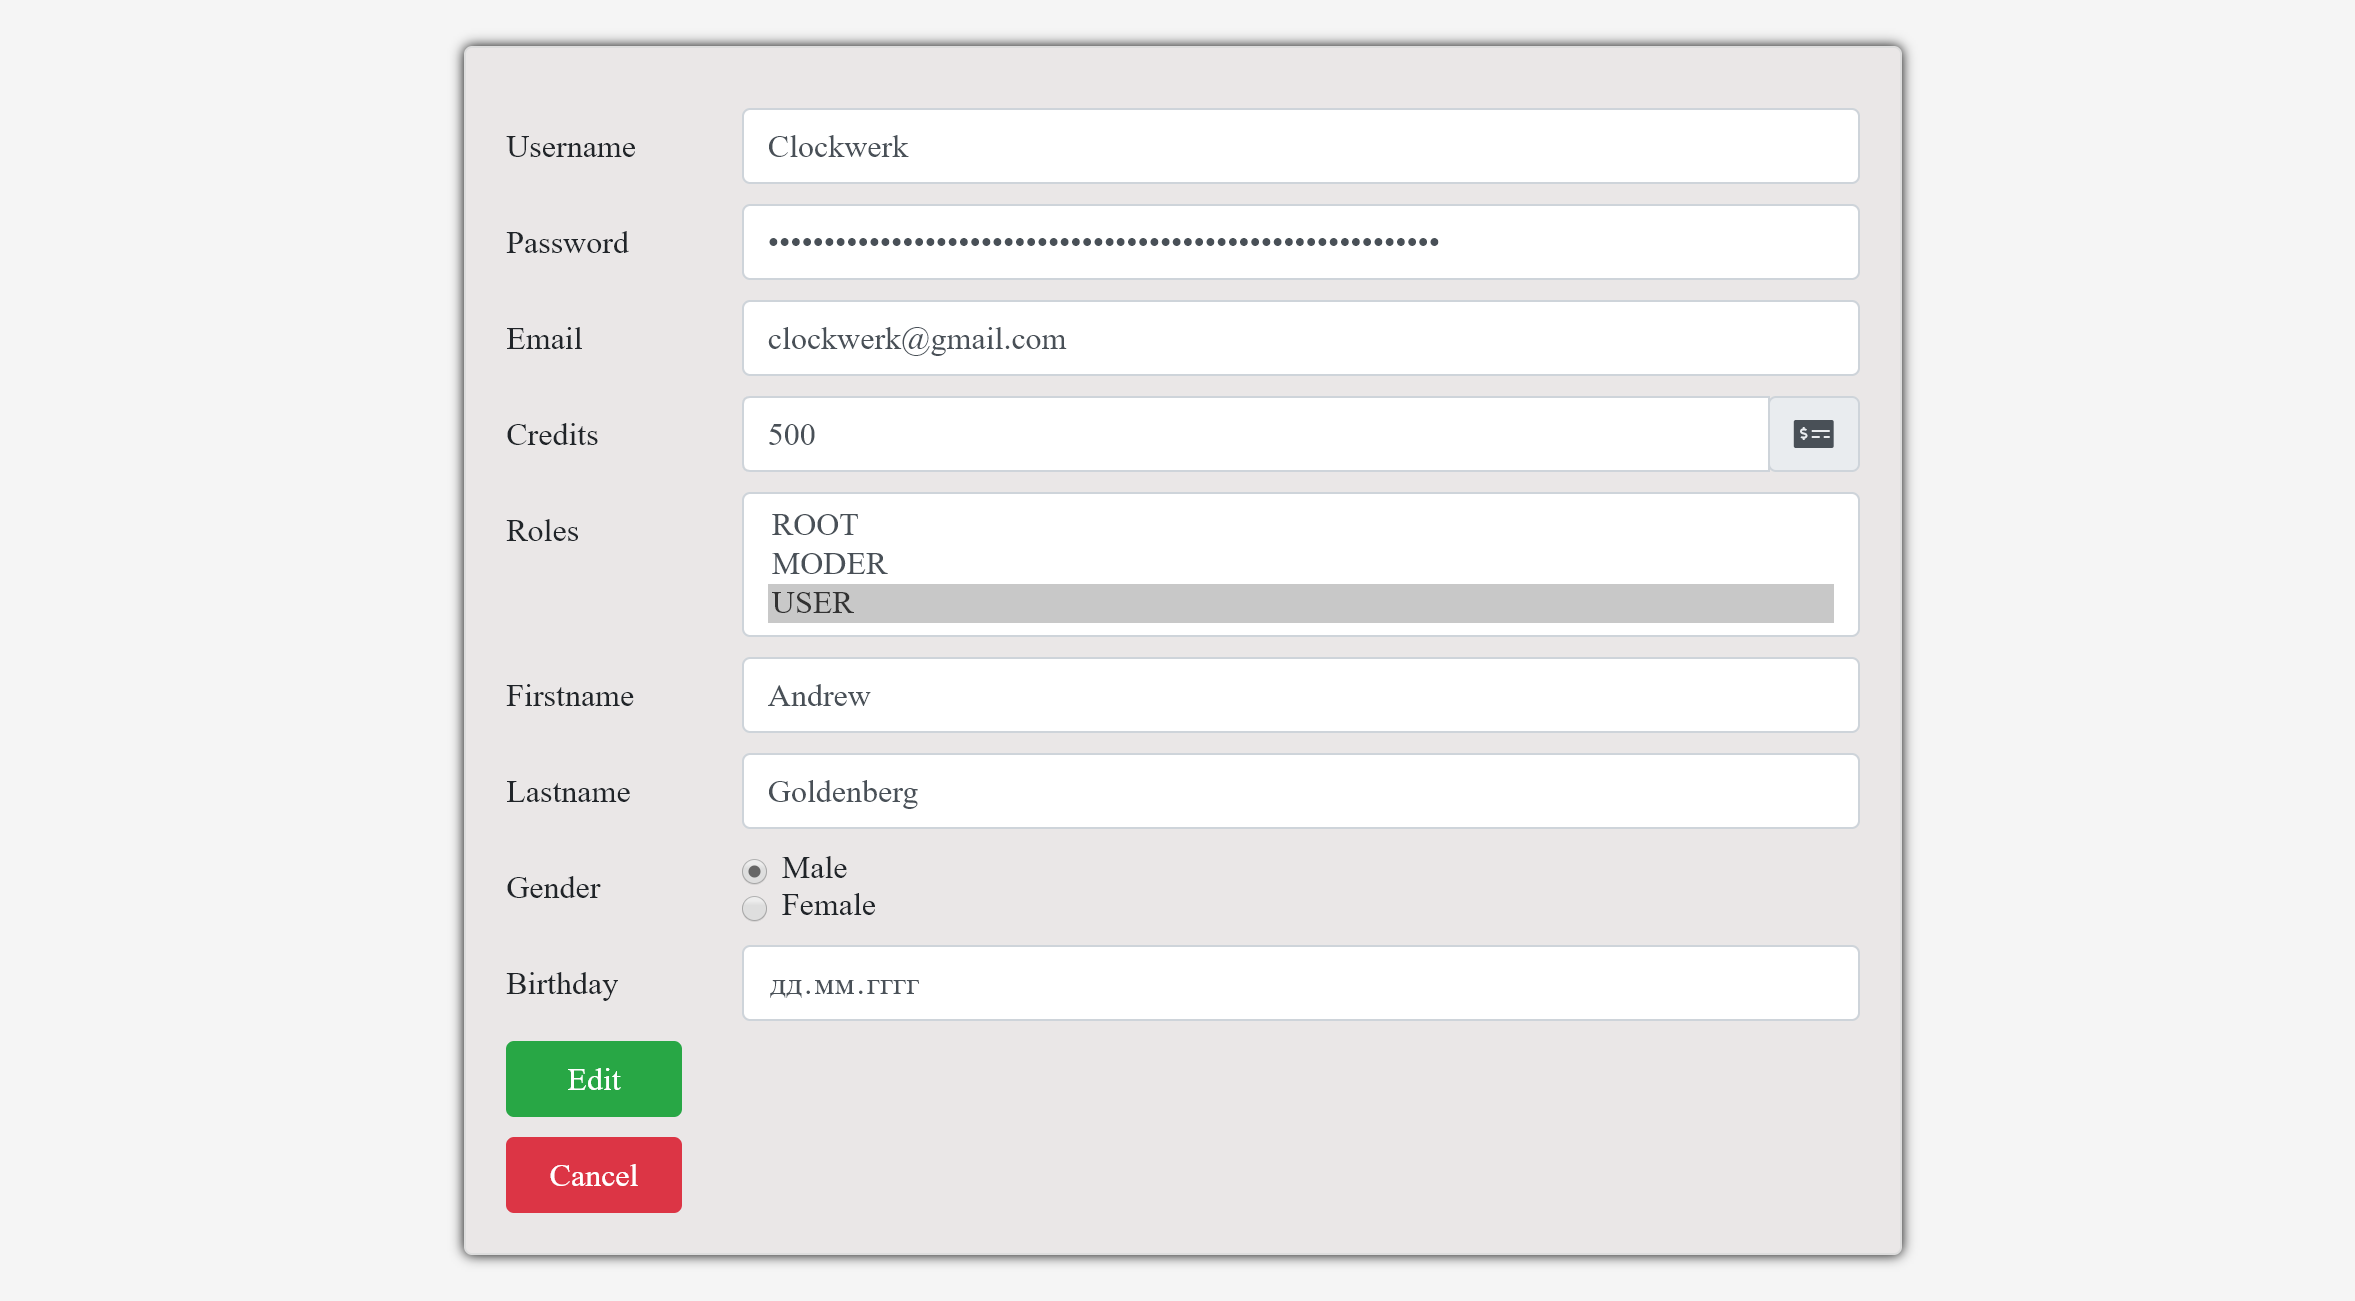 Username Clockwerk
Password ••••••••••••••••••••••••••••••••••••••••••••••••••••••••••••
Email clockwerk@gmail.com
Credits 500
Roles ROOT
MODER
USER
Firstname Andrew
Lastname Goldenberg
Gender Male
Female
Birthday дд.мм.гггг
Edit
Cancel